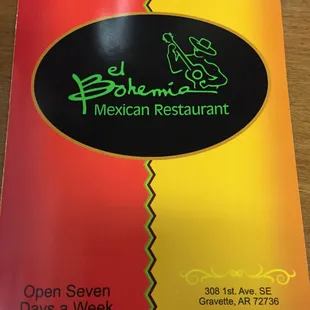 el
Bohemia
Mexican Restaurant
Open Seven
Days a Week
308 1st. Ave. SE
Gravette, AR 72736